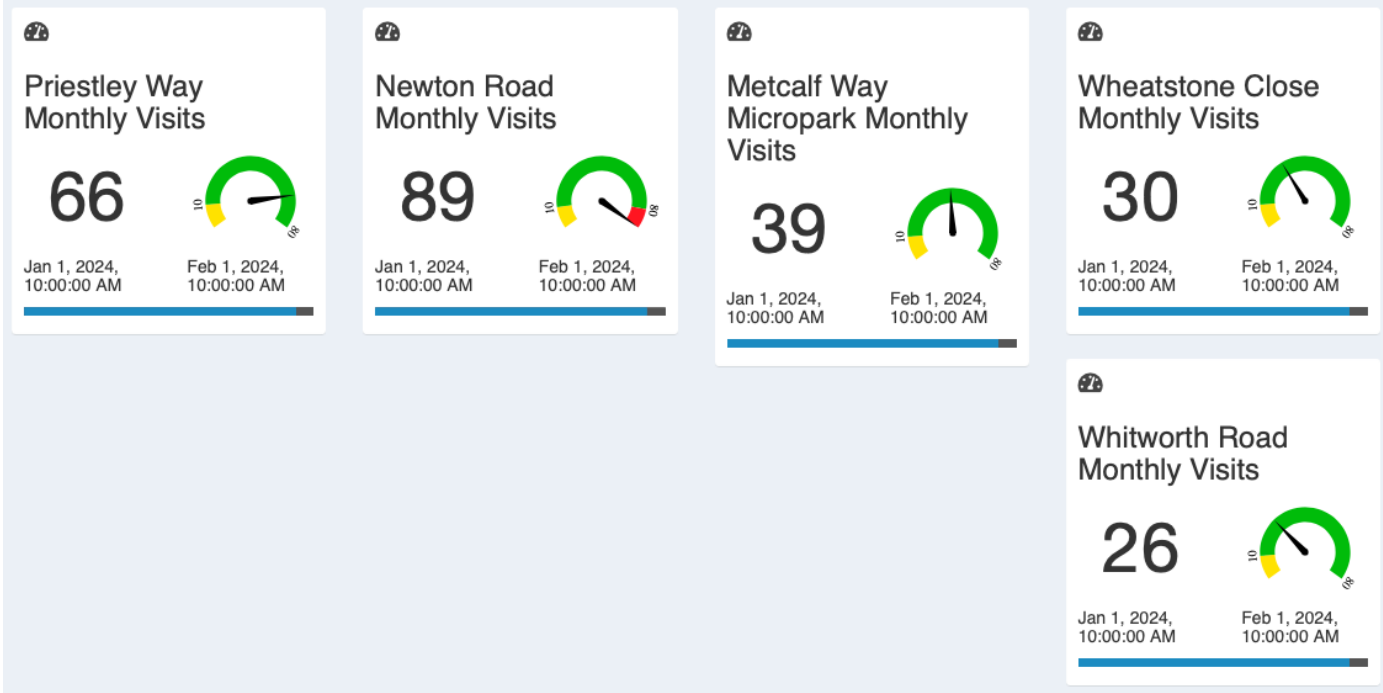 Priestley Way
Monthly Visits
66
10
80
Jan 1, 2024,
10:00:00 AM
Feb 1, 2024,
10:00:00 AM
Newton Road
Monthly Visits
89
10
80
Jan 1, 2024,
10:00:00 AM
Feb 1, 2024,
10:00:00 AM
Metcalf Way
Micropark Monthly
Visits
39
10
80
Jan 1, 2024,
10:00:00 AM
Feb 1, 2024,
10:00:00 AM
Wheatstone Close
Monthly Visits
30
10
80
Jan 1, 2024,
10:00:00 AM
Feb 1, 2024,
10:00:00 AM
Whitworth Road
Monthly Visits
26
10
80
Jan 1, 2024,
10:00:00 AM
Feb 1, 2024,
10:00:00 AM